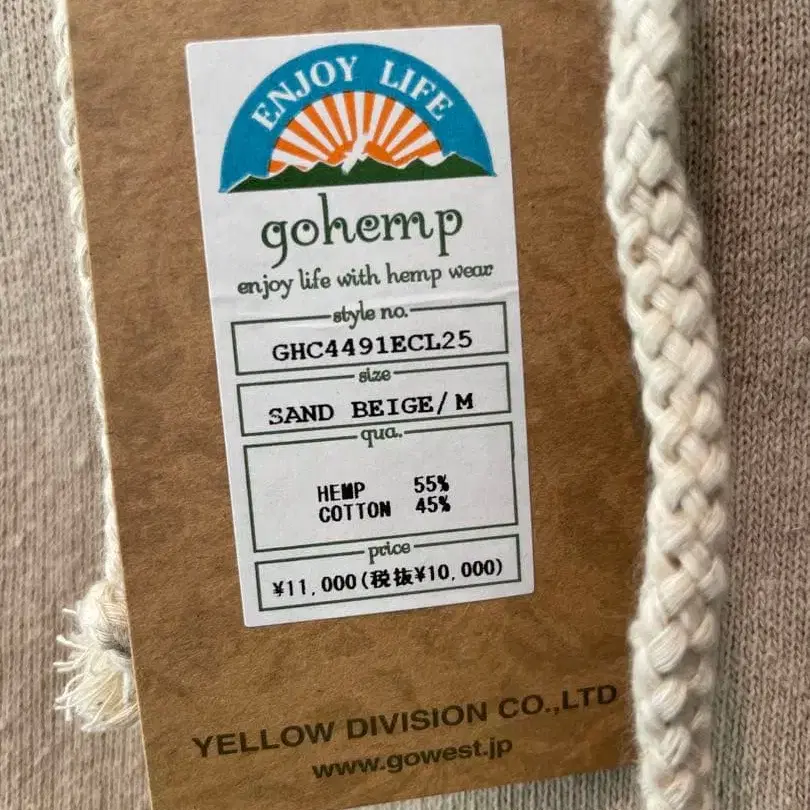 ENJOY LIFE
gohemp
enjoy life with hemp wear
style no.
GHC4491ECL25
size
SAND BEIGE/M
qua.
HEMP 55%
COTTON 45%
price
¥11,000(税抜¥10,000)
YELLOW DIVISION CO.,LTD
www.gowest.jp